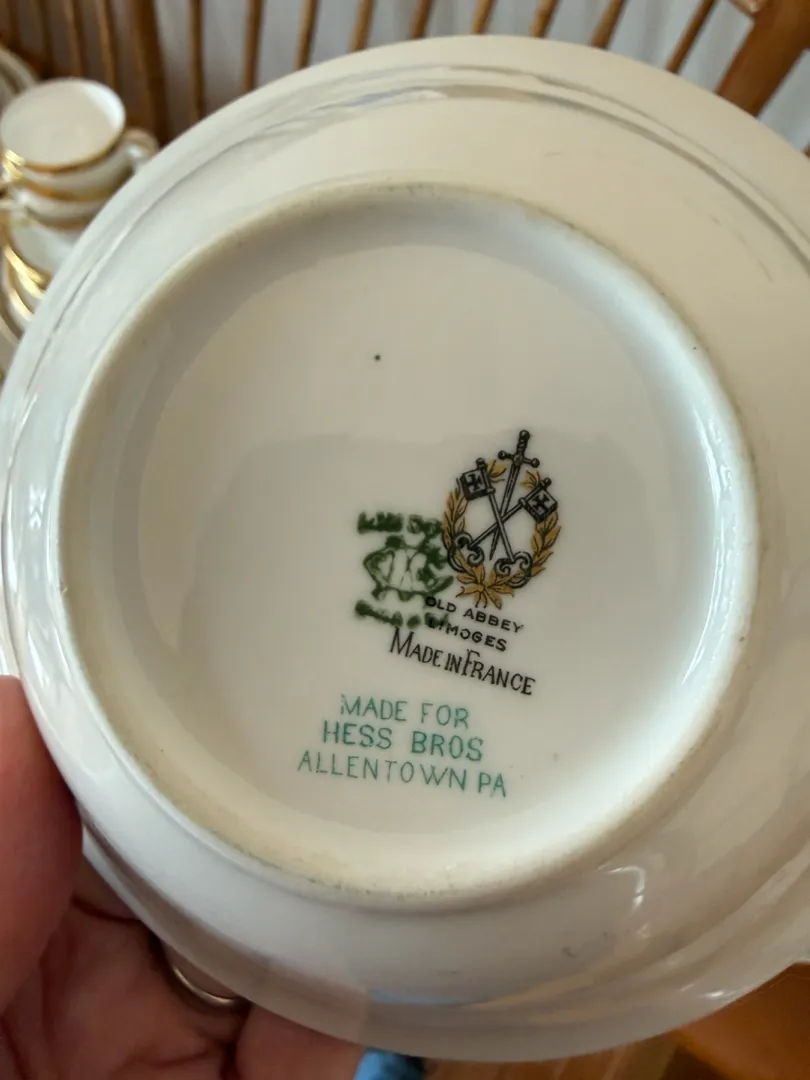 OLD ABBEY
LIMOGES
MADE IN FRANCE
MADE FOR
HESS BROS
ALLENTOWN PA